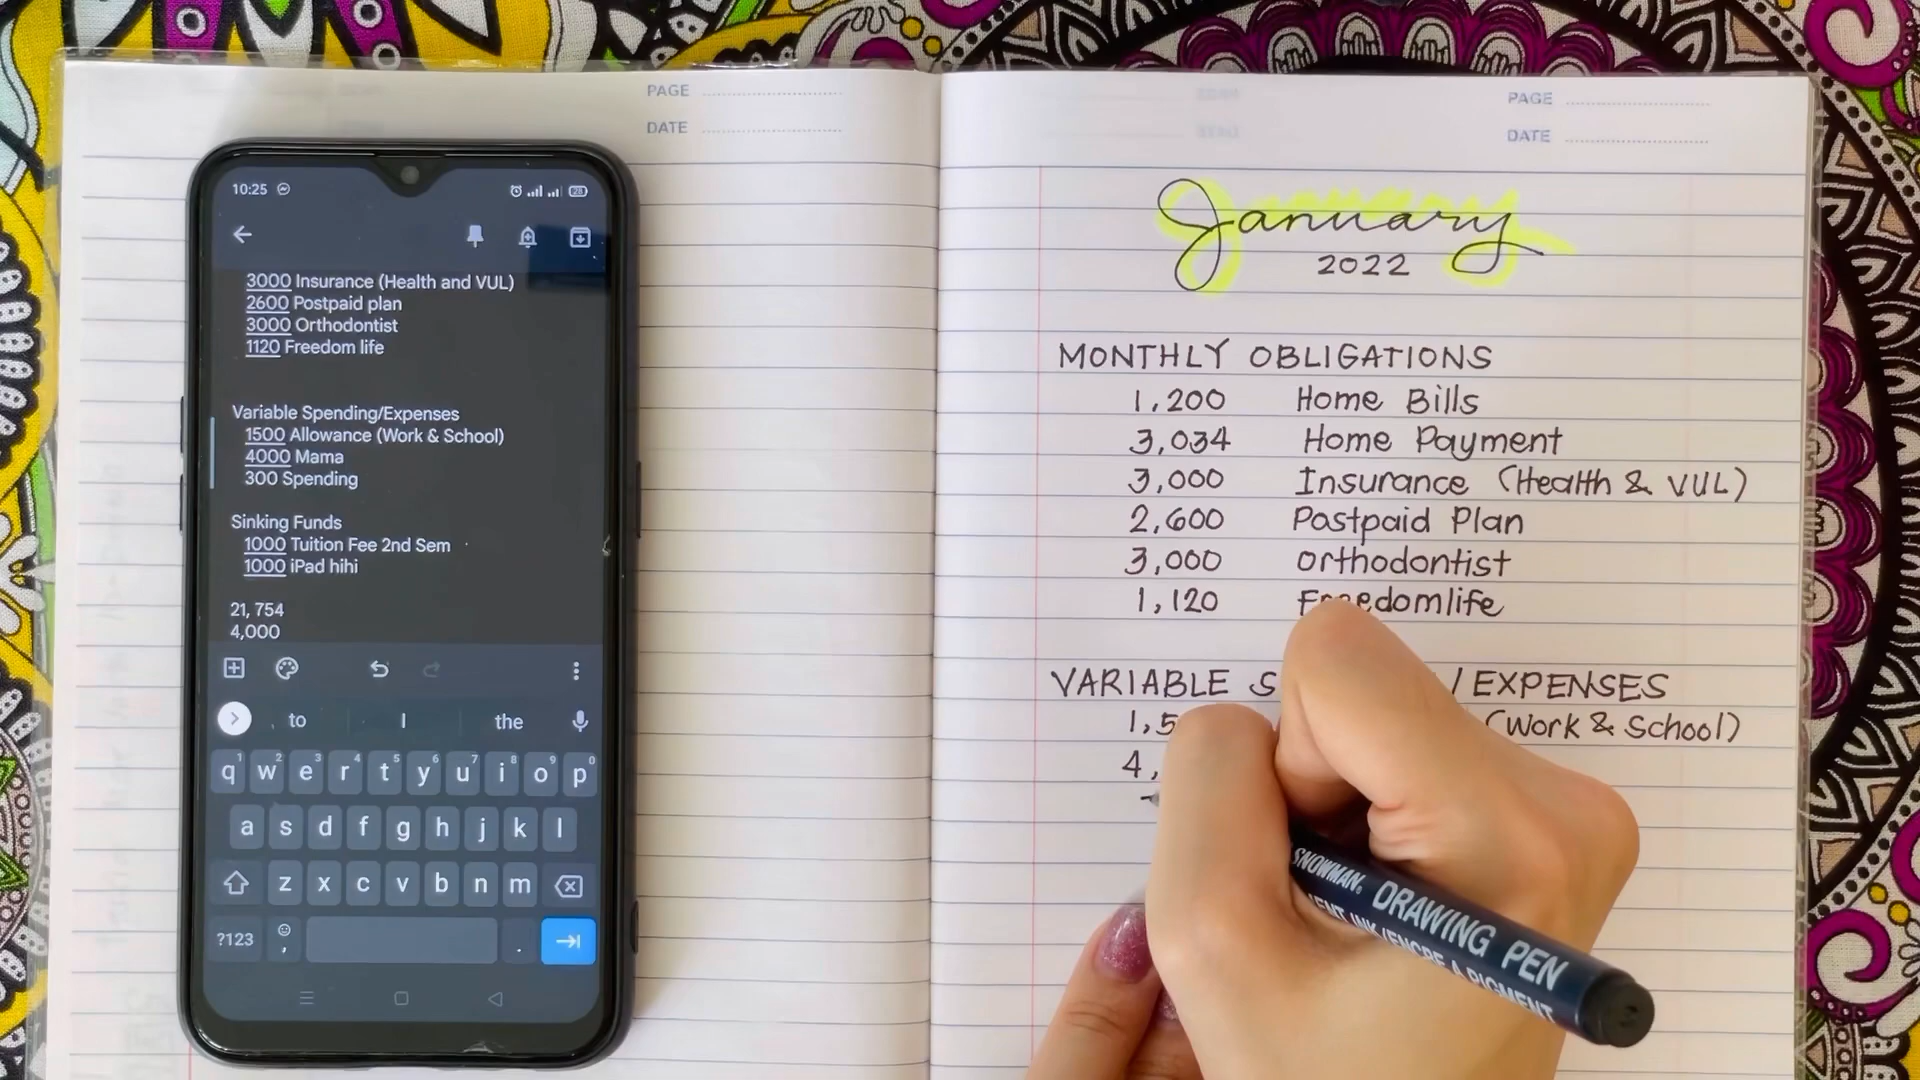 PAGE
DATE
10:25
3000 Insurance (Health and VUL)
2600 Postpaid plan
3000 Orthodontist
1120 Freedom life
Variable Spending/Expenses
1500 Allowance (Work & School)
4000 Mama
300 Spending
Sinking Funds
1000 Tuition Fee 2nd Sem
1000 iPad hihi
21, 754
4,000
to I the
q w e r t y u i o p
a s d f g h j k l
z x c v b n m
?123 , .
PAGE
DATE
January
2022
MONTHLY OBLIGATIONS
1,200 Home Bills
3,034 Home Payment
3,000 Insurance (Health & VUL)
2,600 Postpaid Plan
3,000 Orthodontist
1,120 Freedomlife
VARIABLE S / EXPENSES
1,5 (Work & School)
4,
SNOWMAN DRAWING PEN